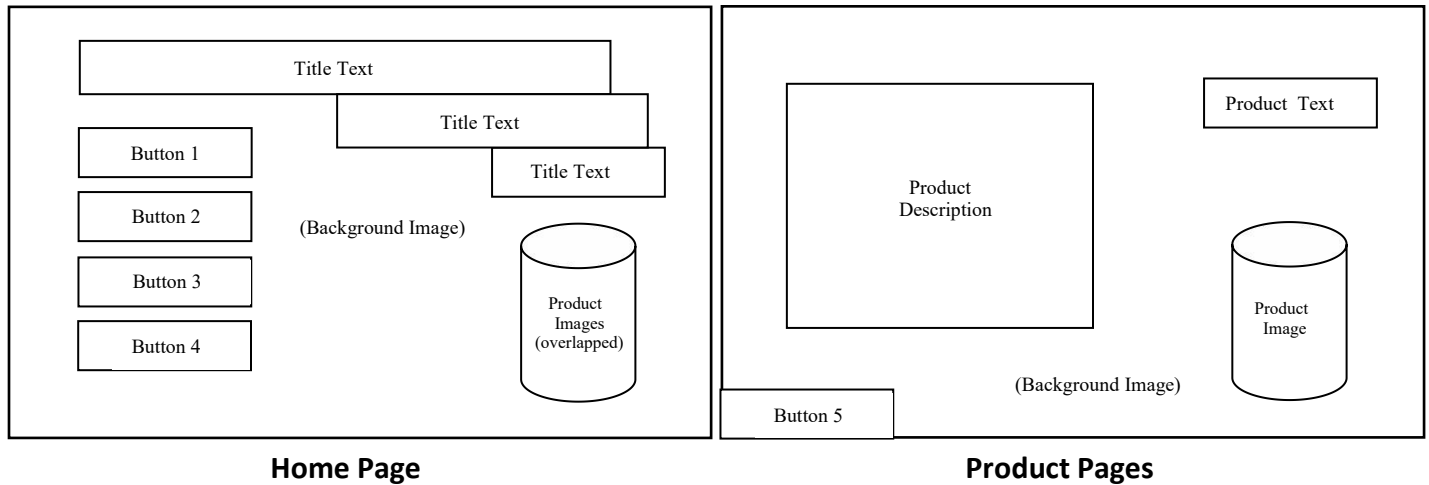 Title Text
Title Text
Title Text
Button 1
Button 2
(Background Image)
Button 3
Button 4
Product
Images
(overlapped)
Home Page
Product Text
Product
Description
Product
Image
(Background Image)
Button 5
Product Pages